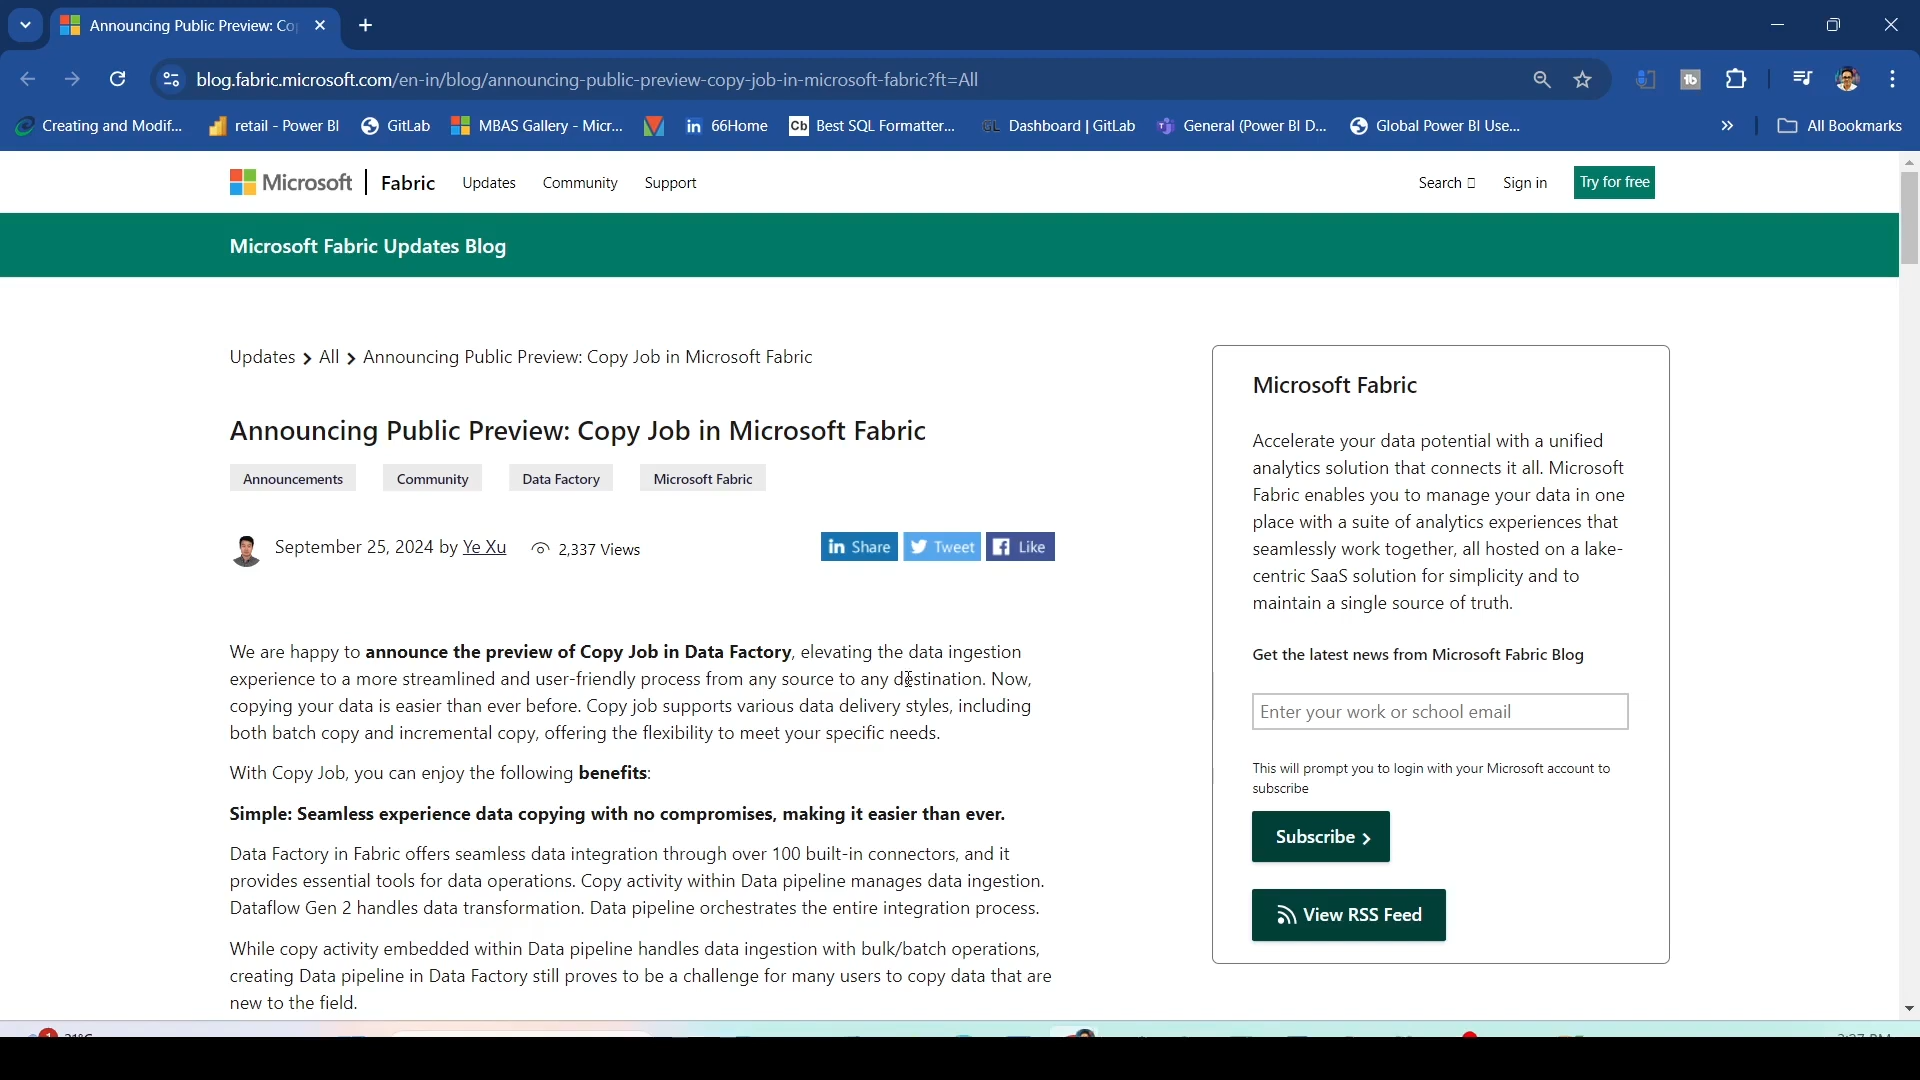 Announcing Public Preview: Co
blog.fabric.microsoft.com/en-in/blog/announcing-public-preview-copy-job-in-microsoft-fabric?ft=All
Creating and Modif... retail - Power BI GitLab MBAS Gallery - Micr... 66Home Best SQL Formatter... Dashboard | GitLab General (Power BI D... Global Power BI Use... All Bookmarks
Microsoft Fabric Updates Community Support Search Sign in Try for free
Microsoft Fabric Updates Blog
Updates > All > Announcing Public Preview: Copy Job in Microsoft Fabric
Announcing Public Preview: Copy Job in Microsoft Fabric
Announcements Community Data Factory Microsoft Fabric
September 25, 2024 by Ye Xu 2,337 Views
in Share Tweet Like
We are happy to announce the preview of Copy Job in Data Factory, elevating the data ingestion
experience to a more streamlined and user-friendly process from any source to any destination. Now,
copying your data is easier than ever before. Copy job supports various data delivery styles, including
both batch copy and incremental copy, offering the flexibility to meet your specific needs.
With Copy Job, you can enjoy the following benefits:
Simple: Seamless experience data copying with no compromises, making it easier than ever.
Data Factory in Fabric offers seamless data integration through over 100 built-in connectors, and it
provides essential tools for data operations. Copy activity within Data pipeline manages data ingestion.
Dataflow Gen 2 handles data transformation. Data pipeline orchestrates the entire integration process.
While copy activity embedded within Data pipeline handles data ingestion with bulk/batch operations,
creating Data pipeline in Data Factory still proves to be a challenge for many users to copy data that are
new to the field.
Microsoft Fabric
Accelerate your data potential with a unified
analytics solution that connects it all. Microsoft
Fabric enables you to manage your data in one
place with a suite of analytics experiences that
seamlessly work together, all hosted on a lake-
centric SaaS solution for simplicity and to
maintain a single source of truth.
Get the latest news from Microsoft Fabric Blog
Enter your work or school email
This will prompt you to login with your Microsoft account to
subscribe
Subscribe >
View RSS Feed